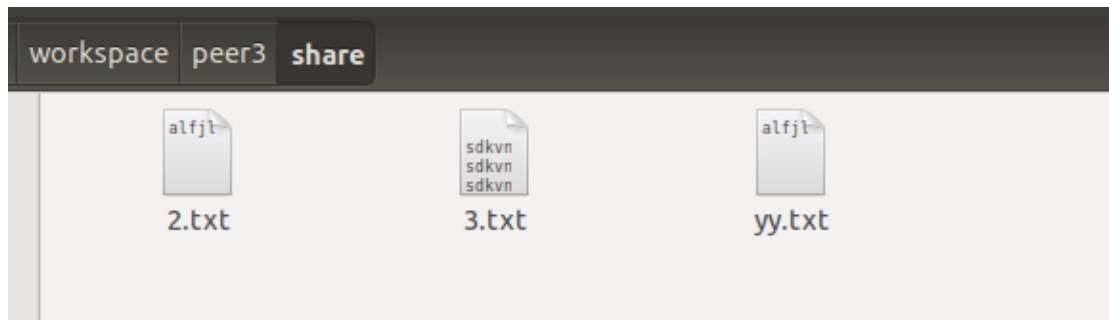 workspace peer3 share
alfjl sdkvn alfjl
sdkvn
sdkvn
2.txt 3.txt yy.txt